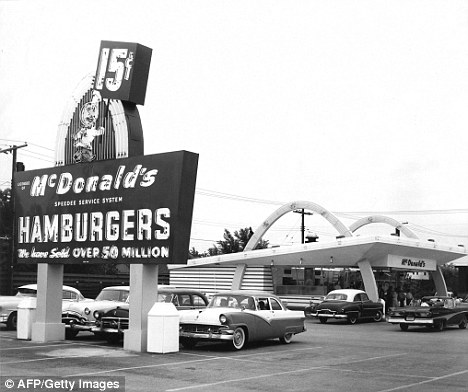 15¢
McDonald's
SPEEDEE SERVICE SYSTEM
HAMBURGERS
We have Sold OVER 50 MILLION
McDonald's
© AFP/Getty Images